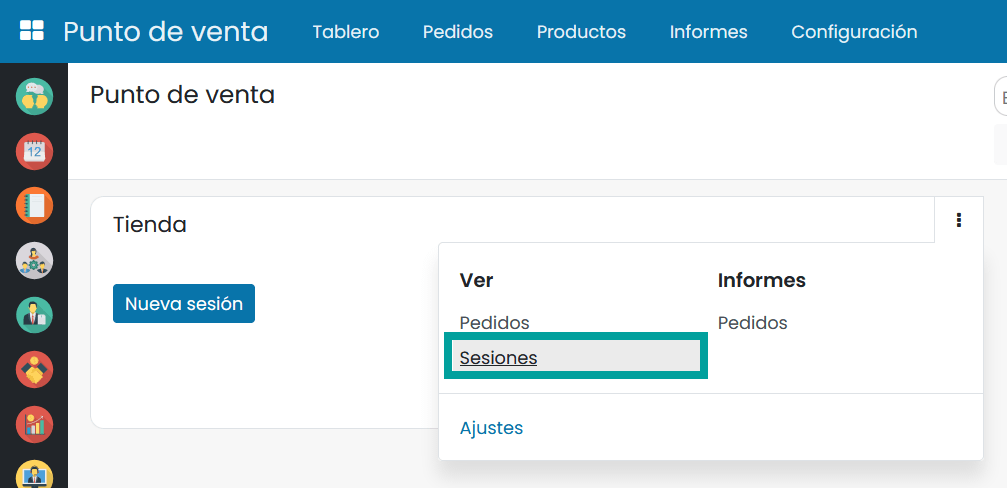 Punto de venta Tablero Pedidos Productos Informes Configuración
Punto de venta
12
Tienda
Nueva sesión
Ver Informes
Pedidos Pedidos
Sesiones
Ajustes